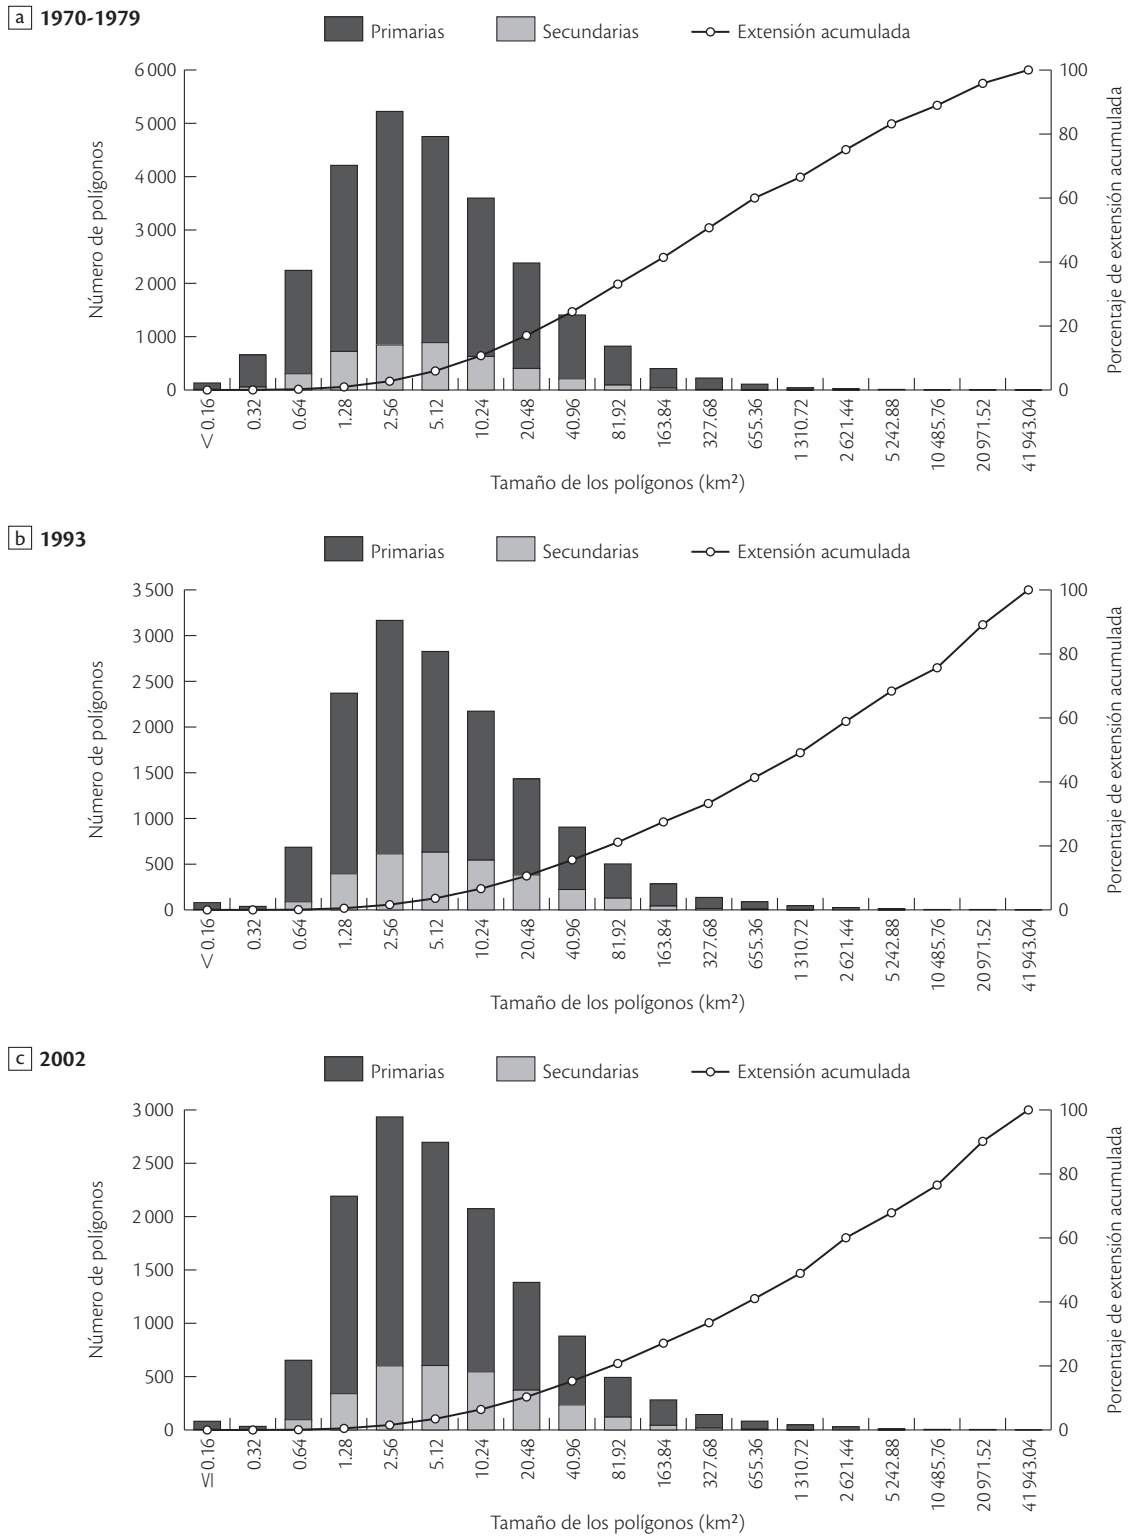 a 1970-1979
Primarias Secundarias Extensión acumulada
Número de polígonos
6 000
5 000
4 000
3 000
2 000
1 000
0
100
80
60
40
20
0
Porcentaje de extensión acumulada
< 0.16 0.32 0.64 1.28 2.56 5.12 10.24 20.48 40.96 81.92 163.84 327.68 655.36 1 310.72 2 621.44 5 242.88 10 485.76 20 971.52 41 943.04
Tamaño de los polígonos (km²)
b 1993
Primarias Secundarias Extensión acumulada
Número de polígonos
3 500
3 000
2 500
2 000
1 500
1 000
500
0
100
80
60
40
20
0
Porcentaje de extensión acumulada
< 0.16 0.32 0.64 1.28 2.56 5.12 10.24 20.48 40.96 81.92 163.84 327.68 655.36 1 310.72 2 621.44 5 242.88 10 485.76 20 971.52 41 943.04
Tamaño de los polígonos (km²)
c 2002
Primarias Secundarias Extensión acumulada
Número de polígonos
3 000
2 500
2 000
1 500
1 000
500
0
100
80
60
40
20
0
Porcentaje de extensión acumulada
≤ 0.16 0.32 0.64 1.28 2.56 5.12 10.24 20.48 40.96 81.92 163.84 327.68 655.36 1 310.72 2 621.44 5 242.88 10 485.76 20 971.52 41 943.04
Tamaño de los polígonos (km²)